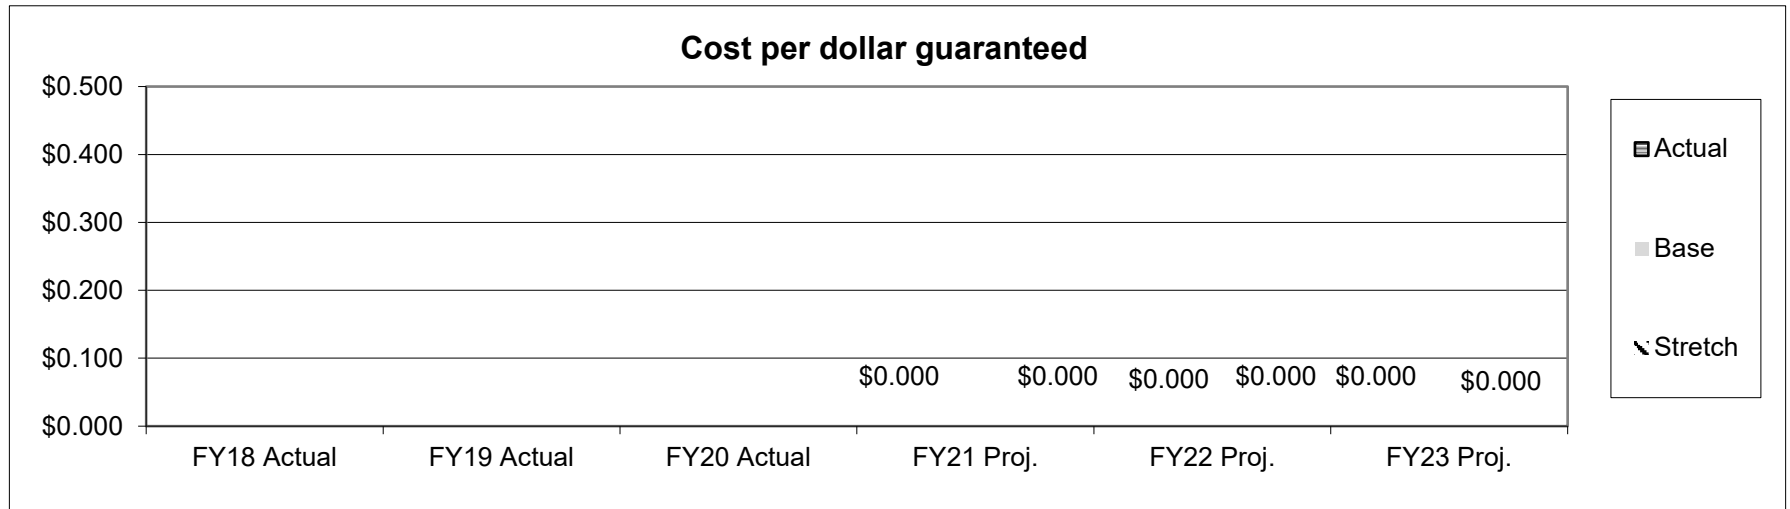 Cost per dollar guaranteed
$0.500
$0.400
$0.300
$0.200
$0.100
$0.000
$0.000 $0.000 $0.000 $0.000 $0.000 $0.000
FY18 Actual FY19 Actual FY20 Actual FY21 Proj. FY22 Proj. FY23 Proj.
Actual
Base
Stretch